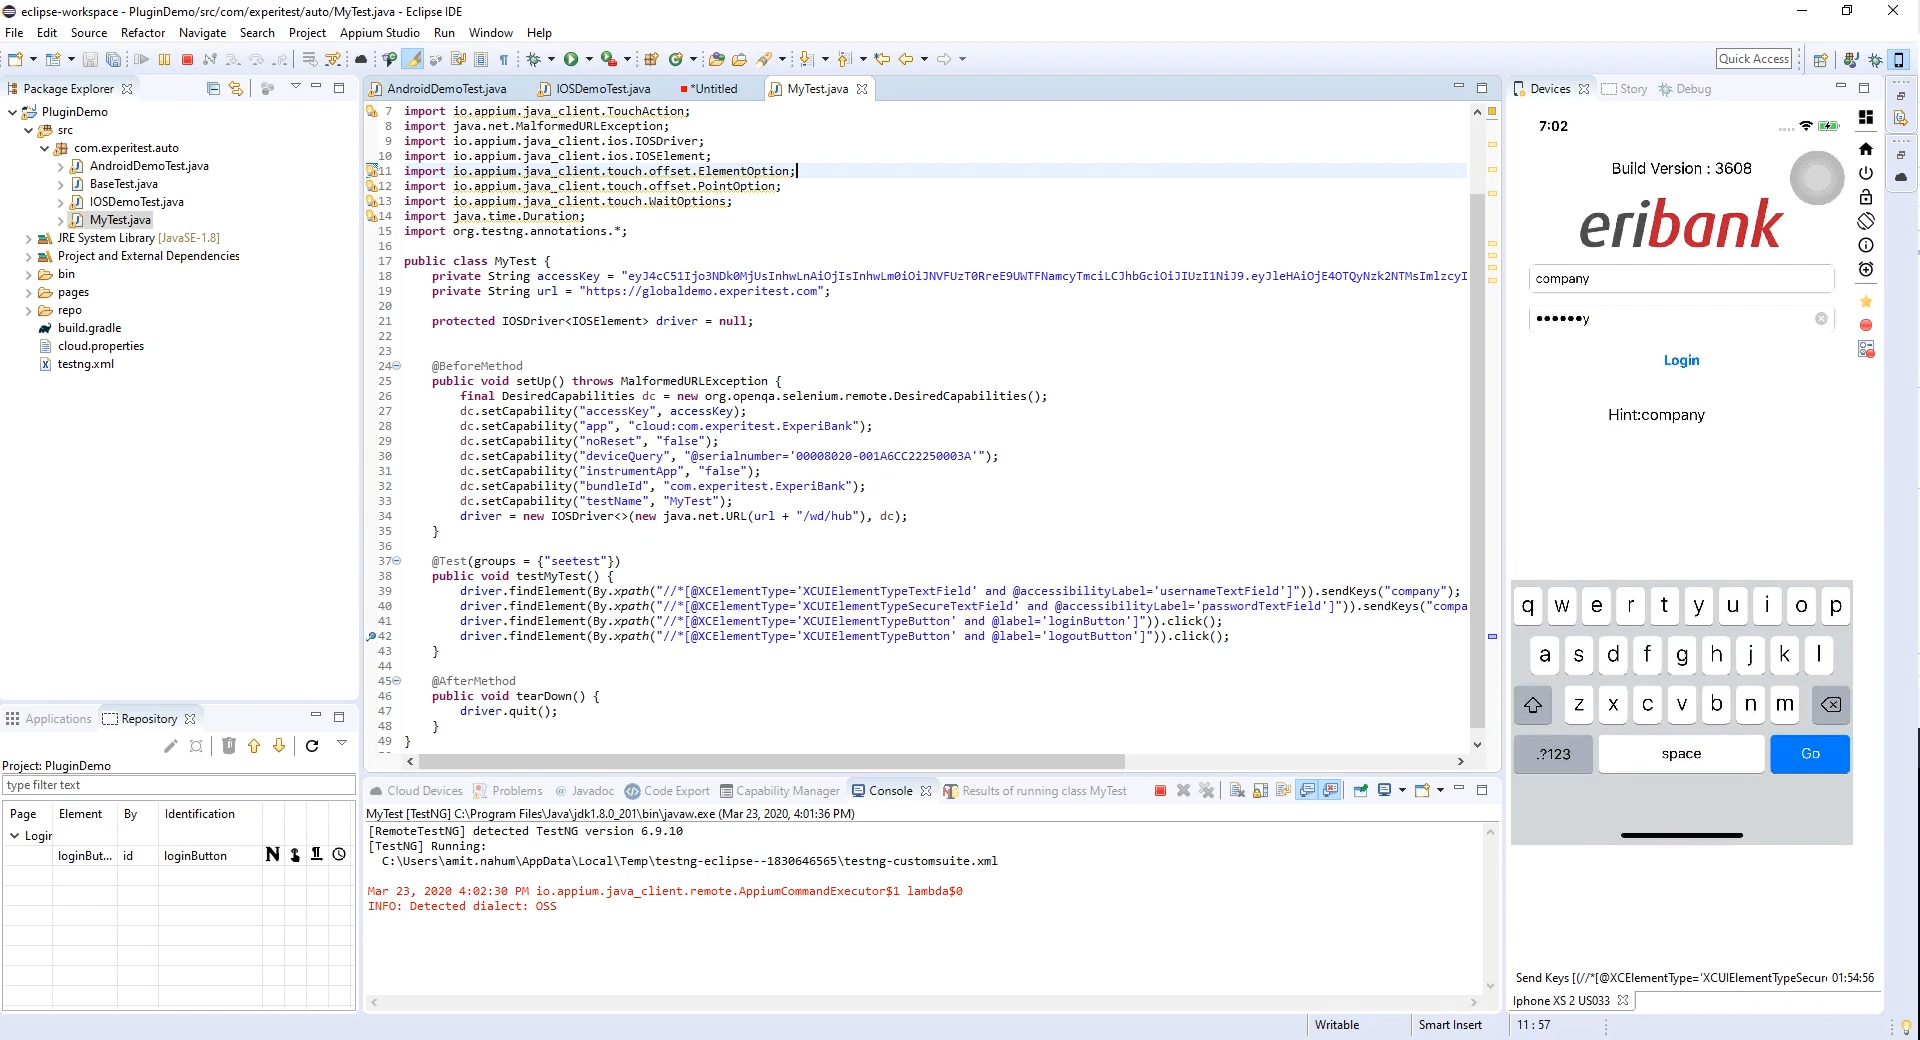 eclipse-workspace - PluginDemo/src/com/experitest/auto/MyTest.java - Eclipse IDE
File Edit Source Refactor Navigate Search Project Appium Studio Run Window Help
Quick Access
Package Explorer
PluginDemo
src
com.experitest.auto
AndroidDemoTest.java
BaseTest.java
IOSDemoTest.java
MyTest.java
JRE System Library [JavaSE-1.8]
Project and External Dependencies
bin
pages
repo
build.gradle
cloud.properties
testng.xml
Applications Repository
Project: PluginDemo
type filter text
Page Element By Identification
Login
loginBut... id loginButton N
AndroidDemoTest.java IOSDemoTest.java *Untitled MyTest.java
7 import io.appium.java_client.TouchAction;
8 import java.net.MalformedURLException;
9 import io.appium.java_client.ios.IOSDriver;
10 import io.appium.java_client.ios.IOSElement;
11 import io.appium.java_client.touch.offset.ElementOption;
12 import io.appium.java_client.touch.offset.PointOption;
13 import io.appium.java_client.touch.WaitOptions;
14 import java.time.Duration;
15 import org.testng.annotations.*;
16
17 public class MyTest {
18 private String accessKey =
19 private String url = "https://globaldemo.experitest.com";
20
21 protected IOSDriver<IOSElement> driver = null;
22
23
24 @BeforeMethod
25 public void setUp() throws MalformedURLException {
26 final DesiredCapabilities dc = new org.openqa.selenium.remote.DesiredCapabilities();
27 dc.setCapability("accessKey", accessKey);
28 dc.setCapability("app", "cloud:com.experitest.ExperiBank");
29 dc.setCapability("noReset", "false");
30 dc.setCapability("deviceQuery", "@serialnumber='00008020-001A6CC22250003A'");
31 dc.setCapability("instrumentApp", "false");
32 dc.setCapability("bundleId", "com.experitest.ExperiBank");
33 dc.setCapability("testName", "MyTest");
34 driver = new IOSDriver<>(new java.net.URL(url + "/wd/hub"), dc);
35 }
36
37 @Test(groups = {"seetest"})
38 public void testMyTest() {
39 driver.findElement(By.xpath("//*[@XCElementType='XCUIElementTypeTextField' and @accessibilityLabel='usernameTextField']")).sendKeys("company");
40 driver.findElement(By.xpath("//*[@XCElementType='XCUIElementTypeSecureTextField' and @accessibilityLabel='passwordTextField']")).sendKeys("compa
41 driver.findElement(By.xpath("//*[@XCElementType='XCUIElementTypeButton' and @label='loginButton']")).click();
42 driver.findElement(By.xpath("//*[@XCElementType='XCUIElementTypeButton' and @label='logoutButton']")).click();
43 }
44
45 @AfterMethod
46 public void tearDown() {
47 driver.quit();
48 }
49 }
Cloud Devices Problems @ Javadoc Code Export Capability Manager Console Results of running class MyTest
MyTest [TestNG] C:\Program Files\Java\jdk1.8.0_201\bin\javaw.exe (Mar 23, 2020, 4:01:36 PM)
[RemoteTestNG] detected TestNG version 6.9.10
[TestNG] Running:
C:\Users\amit.nahum\AppData\Local\Temp\testng-eclipse--1830646565\testng-customsuite.xml
Mar 23, 2020 4:02:30 PM io.appium.java_client.remote.AppiumCommandExecutor$1 lambda$0
INFO: Detected dialect: OSS
Devices Story Debug
7:02
Build Version : 3608
eribank
company
••••••y
Login
Hint:company
q w e r t y u i o p
a s d f g h j k l
z x c v b n m
.?123 space Go
Send Keys [(//*[@XCElementType='XCUIElementTypeSecur 01:54:56
Iphone XS 2 US033
Writable Smart Insert 11 : 57